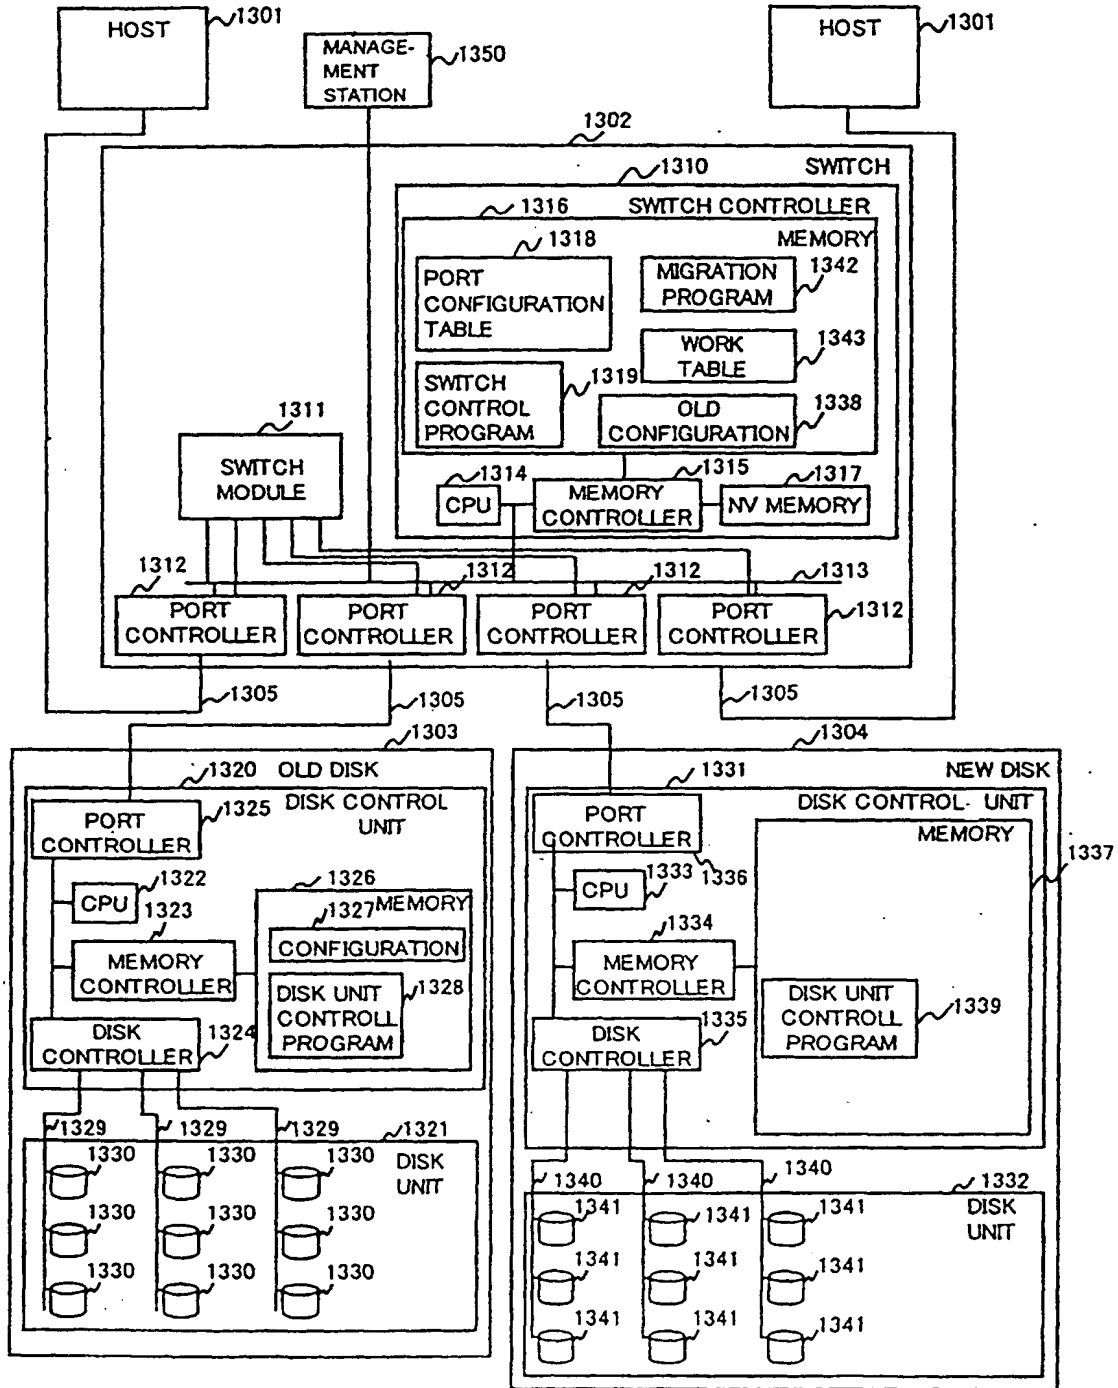 HOST
1301
MANAGE-
MENT
STATION
1350
HOST
1301
1302
SWITCH
1310
SWITCH CONTROLLER
1316
MEMORY
1318
PORT
CONFIGURATION
TABLE
MIGRATION
PROGRAM
1342
WORK
TABLE
1343
SWITCH
CONTROL
PROGRAM
1319
OLD
CONFIGURATION
1338
1311
SWITCH
MODULE
1314
CPU
1315
MEMORY
CONTROLLER
1317
NV MEMORY
1312
1312
1312
1313
PORT
CONTROLLER
PORT
CONTROLLER
PORT
CONTROLLER
PORT
CONTROLLER
1312
1305
1305
1305
1305
1303
OLD DISK
1320
DISK CONTROL
UNIT
1325
PORT
CONTROLLER
1322
CPU
1323
MEMORY
CONTROLLER
1326
MEMORY
1327
CONFIGURATION
DISK UNIT
CONTROLL
PROGRAM
1328
DISK
CONTROLLER
1324
1329
1329
1329
1321
DISK
UNIT
1330
1330
1330
1330
1330
1330
1330
1330
1330
1304
NEW DISK
1331
DISK CONTROL UNIT
PORT
CONTROLLER
1336
MEMORY
1337
CPU
1333
1334
MEMORY
CONTROLLER
DISK UNIT
CONTROLL
PROGRAM
1339
1335
DISK
CONTROLLER
1340
1340
1340
1332
DISK
UNIT
1341
1341
1341
1341
1341
1341
1341
1341
1341